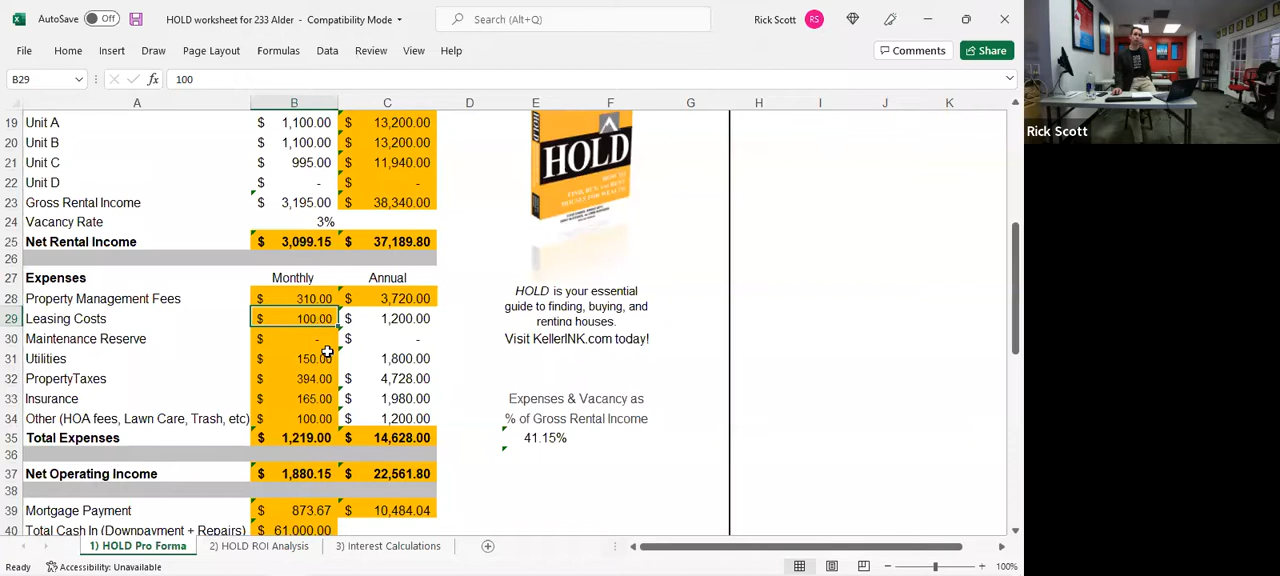 AutoSave Off HOLD worksheet for 233 Alder - Compatibility Mode Search (Alt+Q) Rick Scott RS
File Home Insert Draw Page Layout Formulas Data Review View Help Comments Share
B29 fx 100
A B C D E F G H I J K
19 Unit A $ 1,100.00 $ 13,200.00
20 Unit B $ 1,100.00 $ 13,200.00
21 Unit C $ 995.00 $ 11,940.00
22 Unit D $ - $ -
23 Gross Rental Income $ 3,195.00 $ 38,340.00
24 Vacancy Rate 3%
25 Net Rental Income $ 3,099.15 $ 37,189.80
26
27 Expenses Monthly Annual
28 Property Management Fees $ 310.00 $ 3,720.00
29 Leasing Costs $ 100.00 $ 1,200.00
30 Maintenance Reserve $ - $ -
31 Utilities $ 150.00 1,800.00
32 PropertyTaxes $ 394.00 $ 4,728.00
33 Insurance $ 165.00 $ 1,980.00
34 Other (HOA fees, Lawn Care, Trash, etc) $ 100.00 $ 1,200.00
35 Total Expenses $ 1,219.00 $ 14,628.00
36
37 Net Operating Income $ 1,880.15 $ 22,561.80
38
39 Mortgage Payment $ 873.67 $ 10,484.04
40 Total Cash In (Downpayment + Repairs) $ 61,000.00
HOLD
HOLD
HOW TO
FIND, BUY, AND RENT
HOUSES FOR WEALTH
HOLD is your essential
guide to finding, buying, and
renting houses.
Visit KellerINK.com today!
Expenses & Vacancy as
% of Gross Rental Income
41.15%
1) HOLD Pro Forma 2) HOLD ROI Analysis 3) Interest Calculations
Ready Accessibility: Unavailable 100%
Rick Scott